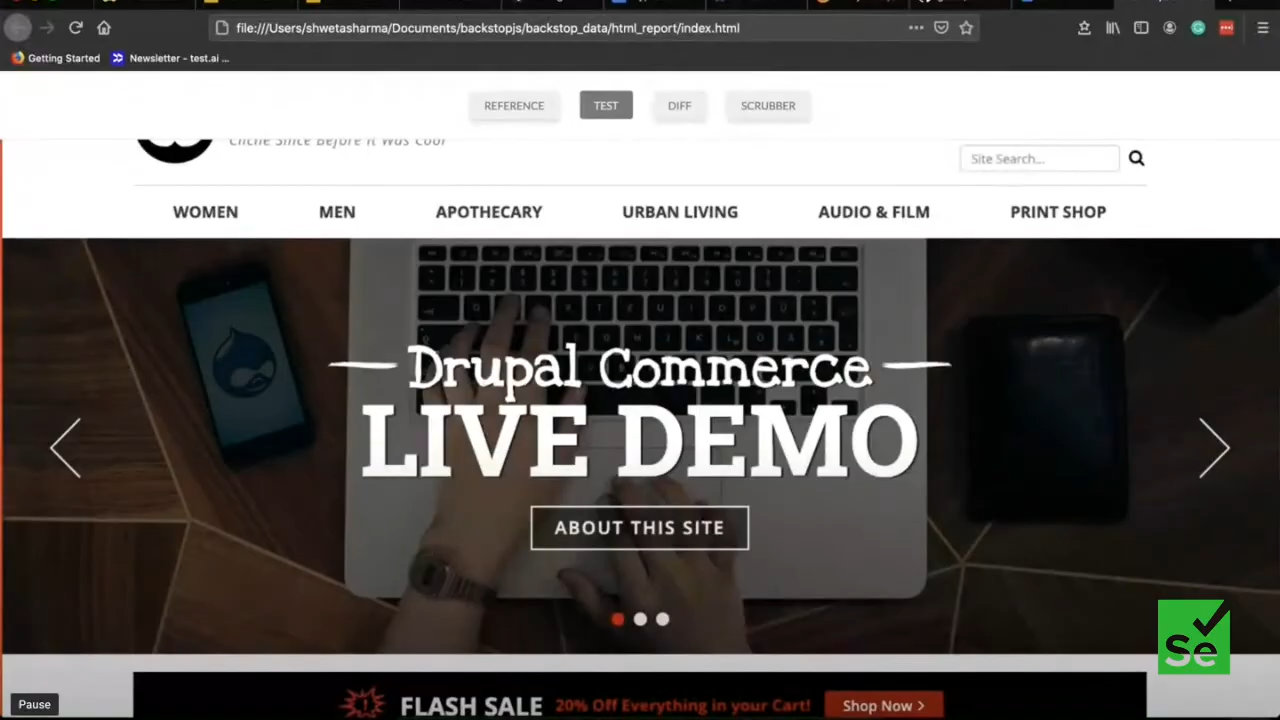 file:///Users/shwetasharma/Documents/backstopjs/backstop_data/html_report/index.html
Getting Started
Newsletter - test.ai ...
REFERENCE
TEST
DIFF
SCRUBBER
Cliché Since Before It Was Cool
Site Search...
WOMEN
MEN
APOTHECARY
URBAN LIVING
AUDIO & FILM
PRINT SHOP
Drupal Commerce
LIVE DEMO
ABOUT THIS SITE
Se
FLASH SALE 20% Off Everything in your Cart! Shop Now >
Pause